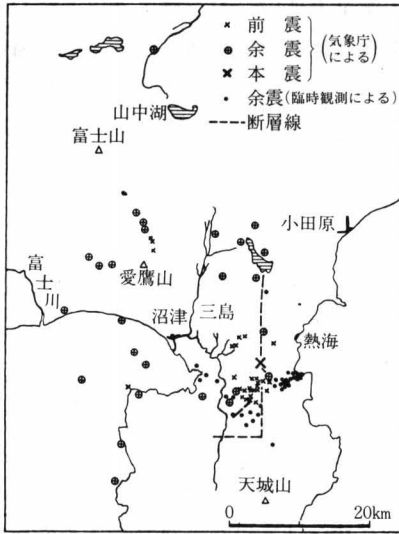 前震
余震
本震
(気象庁
による)
余震(臨時観測による)
断層線
山中湖
富士山
小田原
富士川
愛鷹山
沼津
三島
熱海
天城山
0 20km